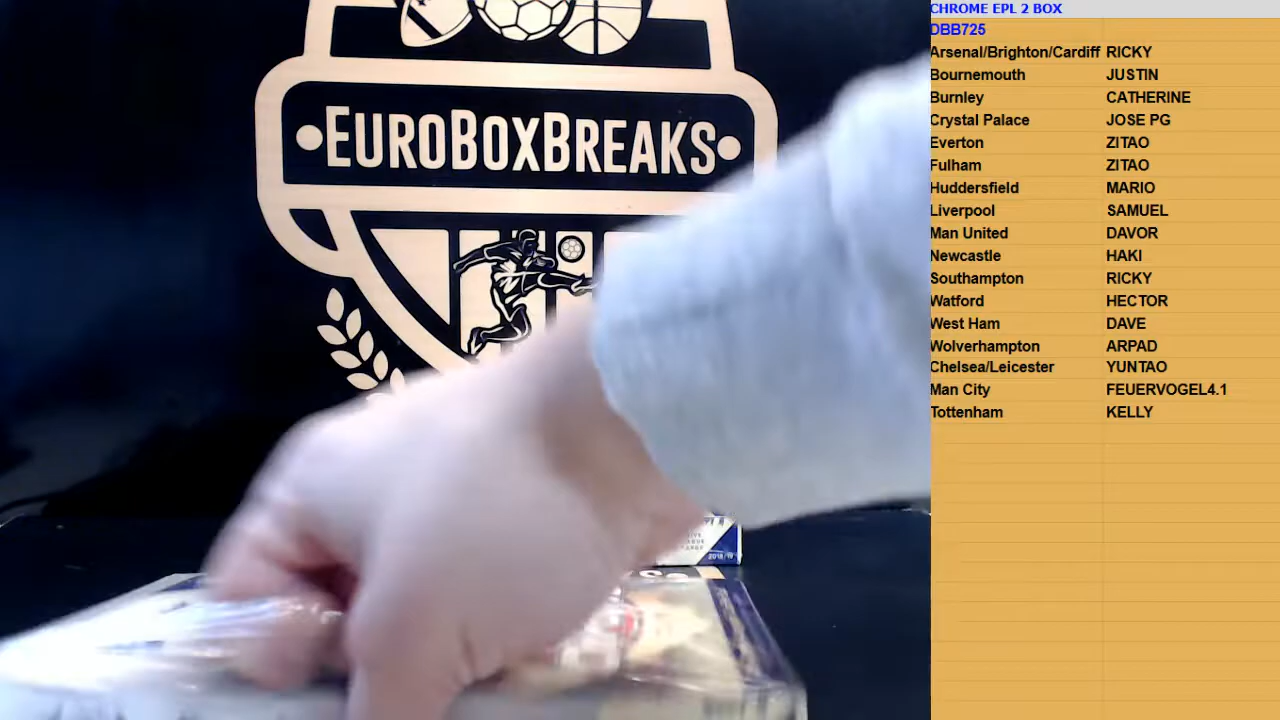 EUROBOXBREAKS
CHROME EPL 2 BOX
DBB725
Arsenal/Brighton/Cardiff RICKY
Bournemouth JUSTIN
Burnley CATHERINE
Crystal Palace JOSE PG
Everton ZITAO
Fulham ZITAO
Huddersfield MARIO
Liverpool SAMUEL
Man United DAVOR
Newcastle HAKI
Southampton RICKY
Watford HECTOR
West Ham DAVE
Wolverhampton ARPAD
Chelsea/Leicester YUNTAO
Man City FEUERVOGEL4.1
Tottenham KELLY
2018/19